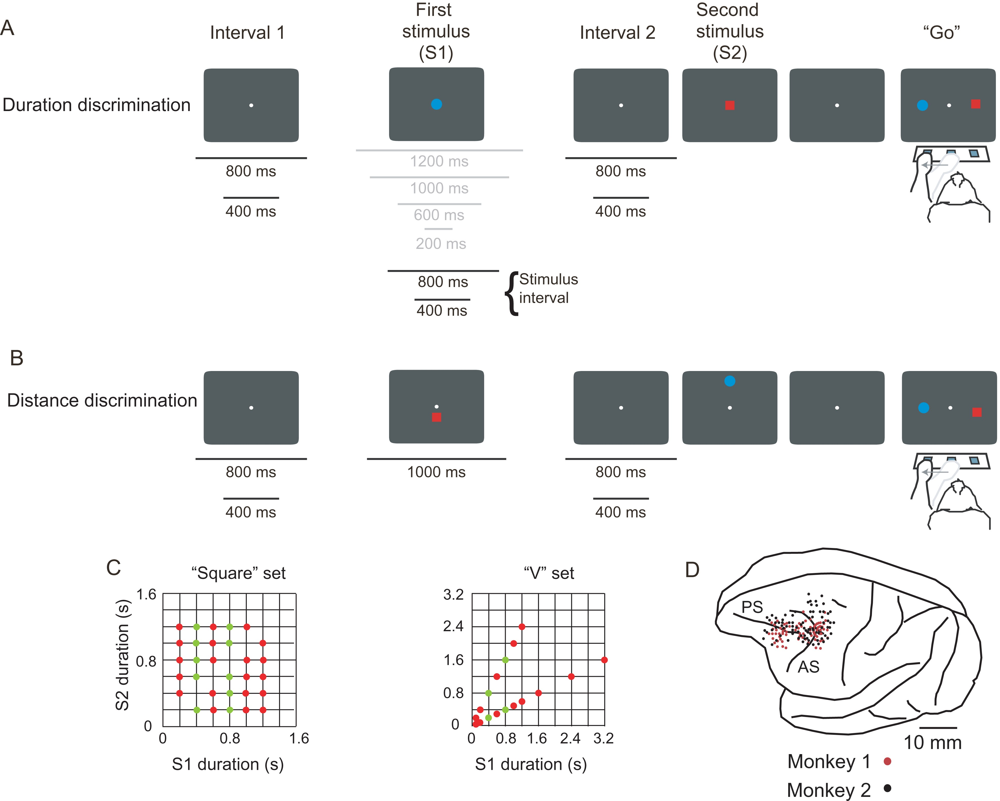 A
Interval 1
First
stimulus
(S1)
Interval 2
Second
stimulus
(S2)
“Go”
Duration discrimination
800 ms
400 ms
1200 ms
1000 ms
600 ms
200 ms
800 ms
400 ms
{Stimulus
interval
800 ms
400 ms
B
Distance discrimination
800 ms
400 ms
1000 ms
800 ms
400 ms
C
“Square” set
S2 duration (s)
1.6
0.8
0
0 0.8 1.6
S1 duration (s)
“V” set
3.2
2.4
1.6
0.8
0
0 0.8 1.6 2.4 3.2
S1 duration (s)
D
PS
AS
10 mm
Monkey 1
Monkey 2